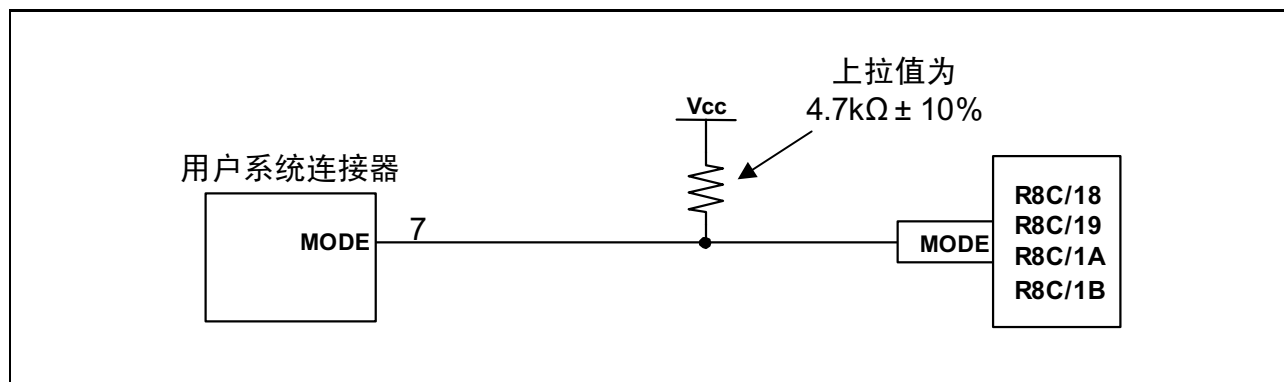 上拉值为
4.7kΩ ± 10%
Vcc
用户系统连接器
MODE
7
MODE
R8C/18
R8C/19
R8C/1A
R8C/1B